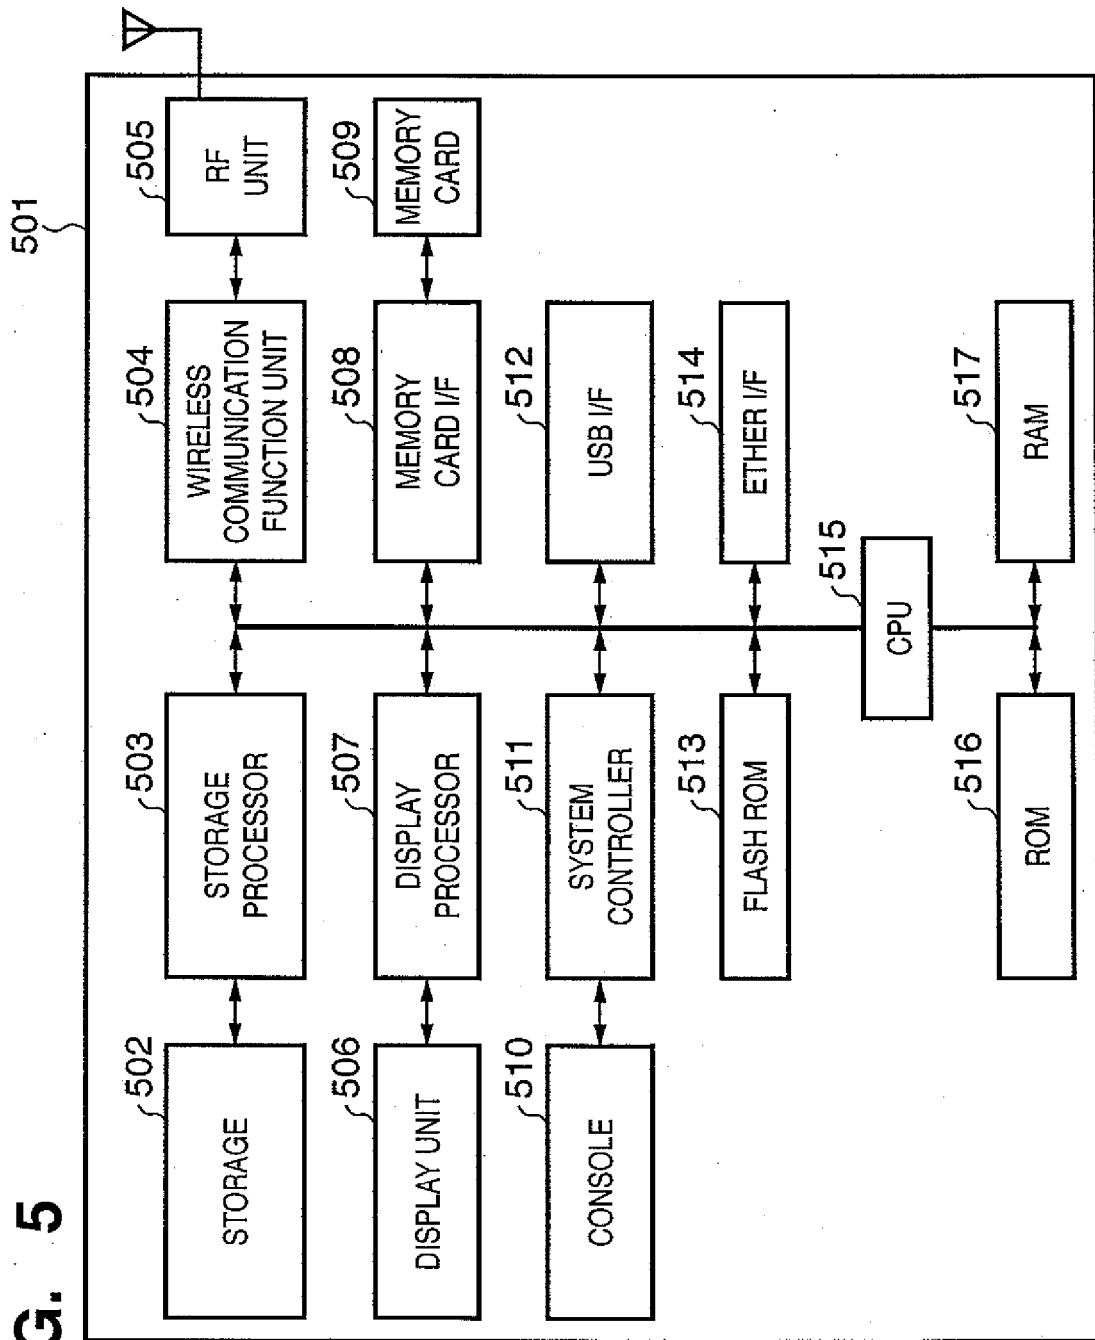 G. 5
501
502
STORAGE
503
STORAGE
PROCESSOR
504
WIRELESS
COMMUNICATION
FUNCTION UNIT
505
RF
UNIT
506
DISPLAY UNIT
507
DISPLAY
PROCESSOR
508
MEMORY
CARD I/F
509
MEMORY
CARD
510
CONSOLE
511
SYSTEM
CONTROLLER
512
USB I/F
513
FLASH ROM
514
ETHER I/F
515
CPU
516
ROM
517
RAM